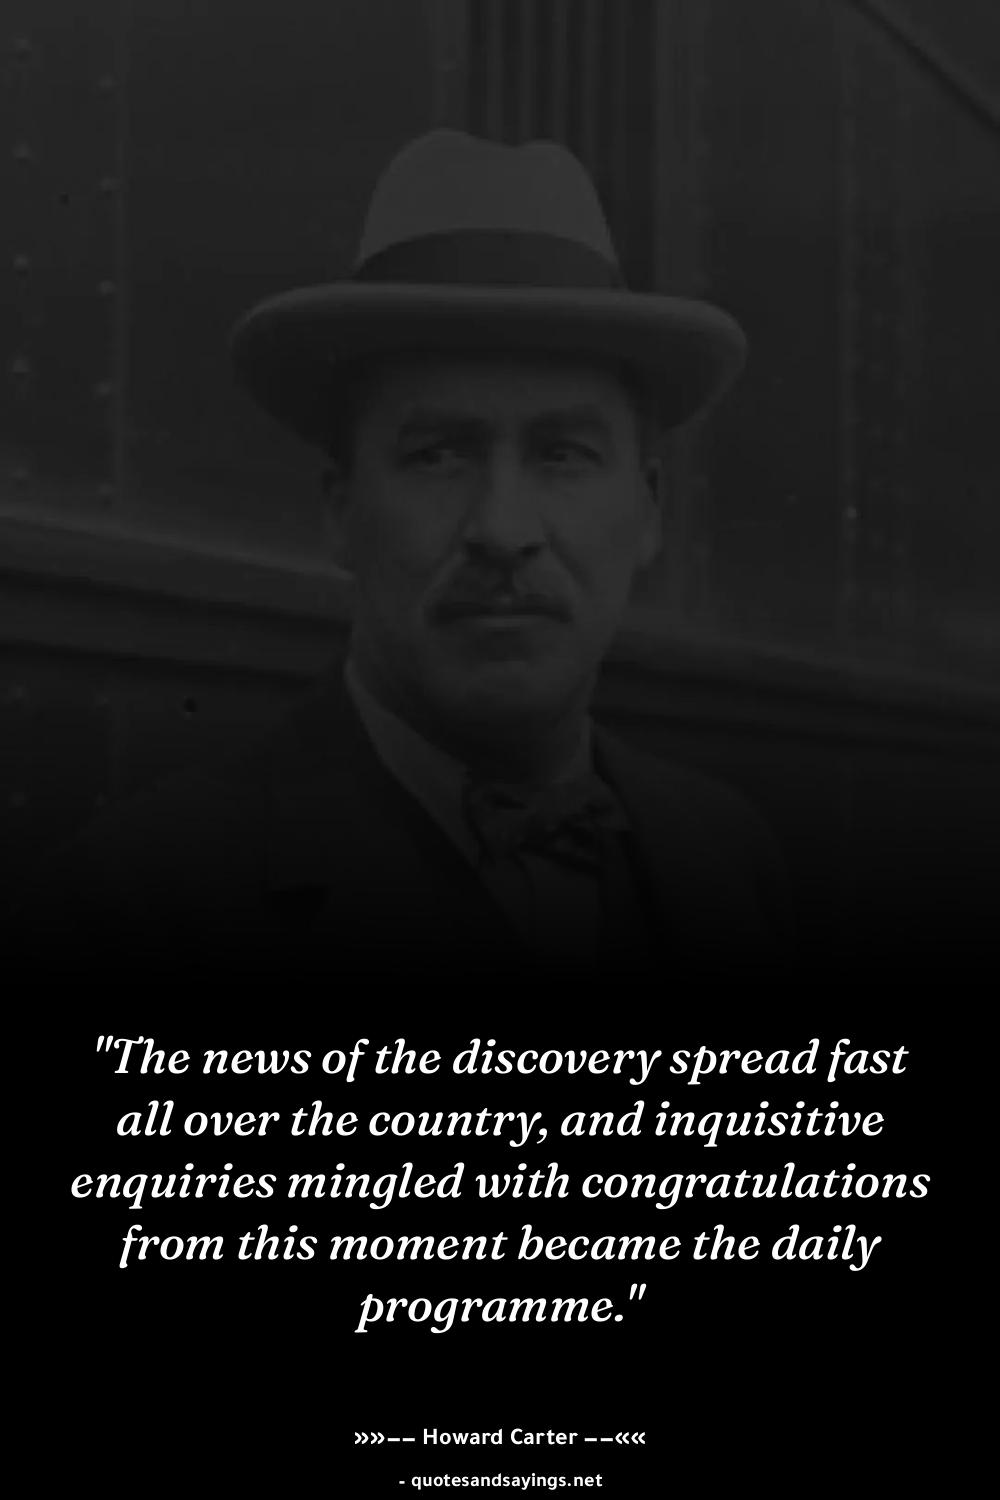 "The news of the discovery spread fast
all over the country, and inquisitive
enquiries mingled with congratulations
from this moment became the daily
programme."
»»−− Howard Carter −−««
- quotesandsayings.net